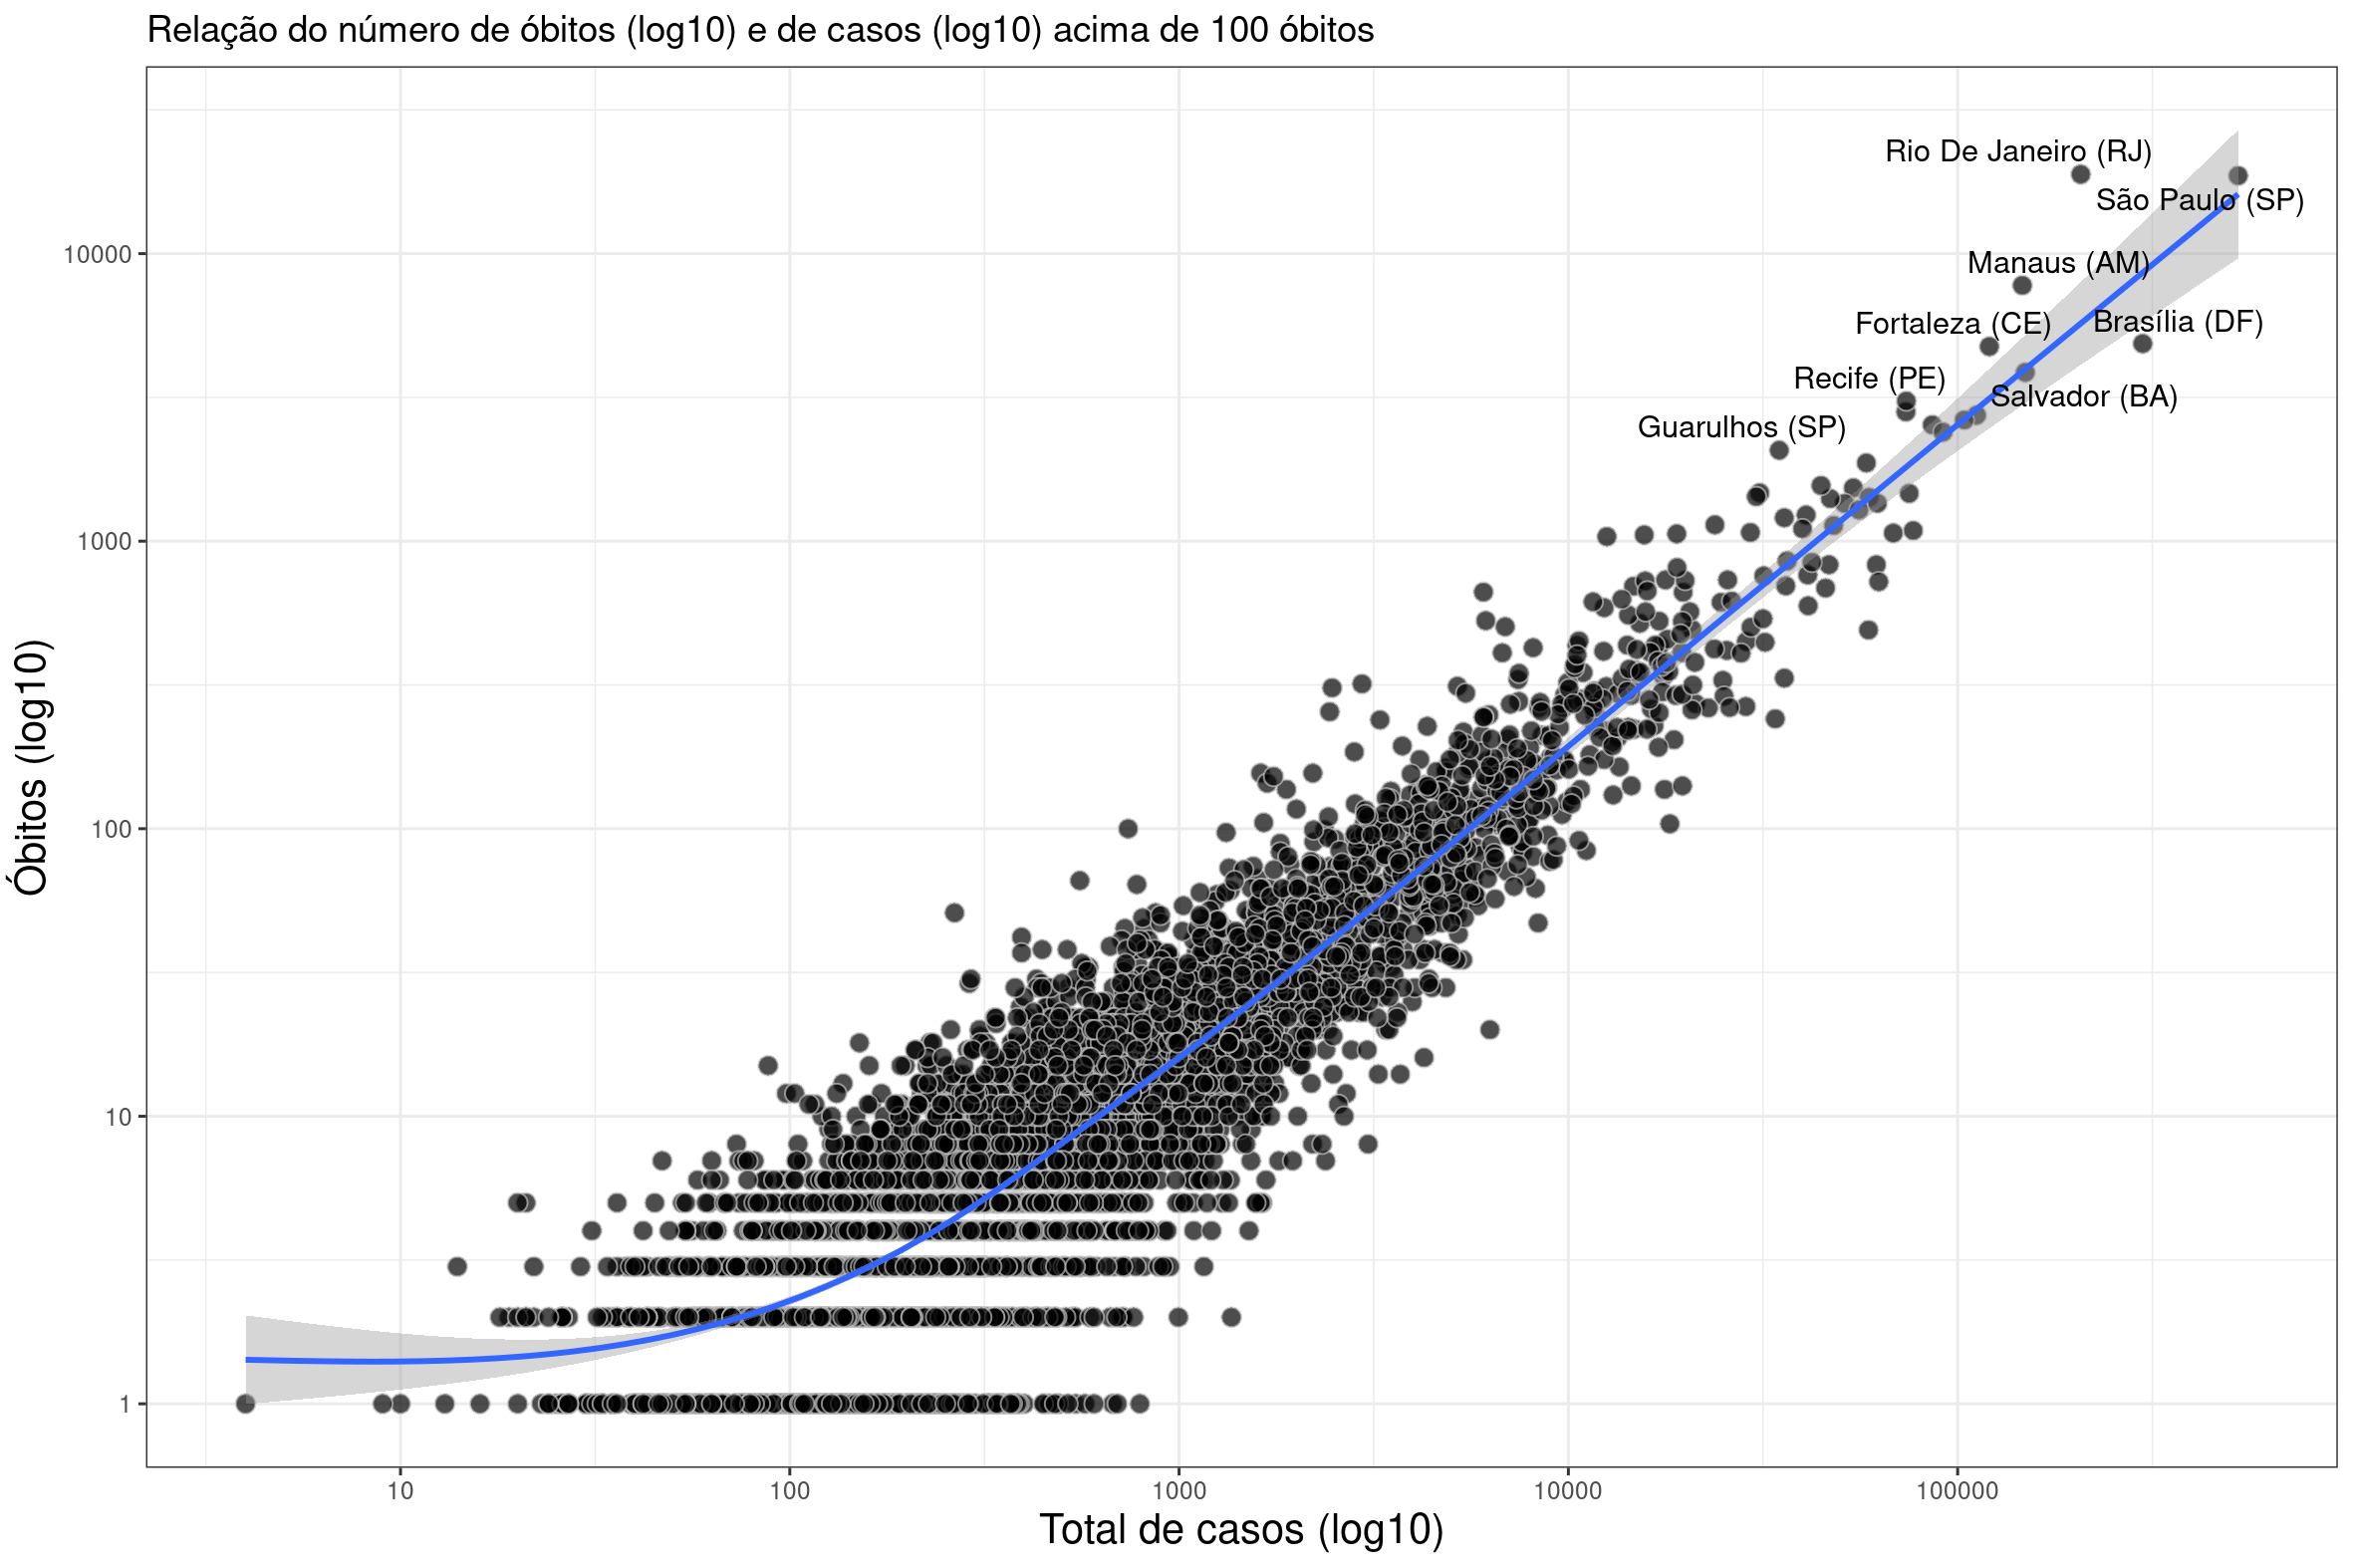 Relação do número de óbitos (log10) e de casos (log10) acima de 100 óbitos
Rio De Janeiro (RJ)
São Paulo (SP)
Manaus (AM)
Fortaleza (CE)
Brasília (DF)
Recife (PE)
Salvador (BA)
Guarulhos (SP)
10000
1000
100
10
1
Óbitos (log10)
10
100
1000
10000
100000
Total de casos (log10)